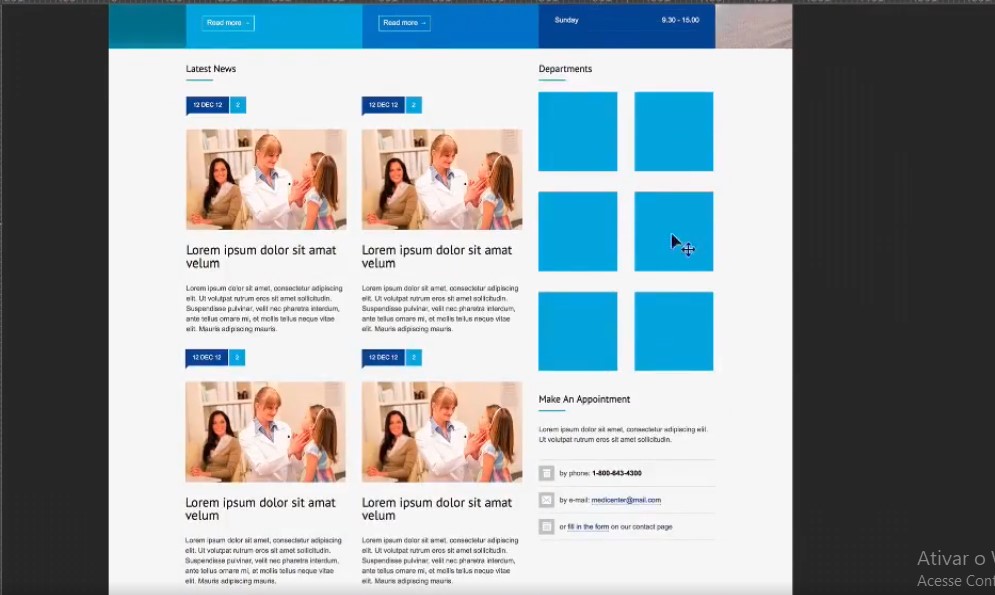 Read more →
Read more →
Sunday 9.30 - 15.00
Latest News
Departments
12 DEC 12 2
12 DEC 12 2
Lorem ipsum dolor sit amat
velum
Lorem ipsum dolor sit amat
velum
Lorem ipsum dolor sit amet, consectetur adipiscing
elit. Ut volutpat rutrum eros sit amet sollicitudin.
Suspendisse pulvinar, velit nec pharetra interdum,
ante tellus ornare mi, et mollis tellus neque vitae
elit. Mauris adipiscing mauris.
Lorem ipsum dolor sit amet, consectetur adipiscing
elit. Ut volutpat rutrum eros sit amet sollicitudin.
Suspendisse pulvinar, velit nec pharetra interdum,
ante tellus ornare mi, et mollis tellus neque vitae
elit. Mauris adipiscing mauris.
12 DEC 12 2
12 DEC 12 2
Lorem ipsum dolor sit amat
velum
Lorem ipsum dolor sit amat
velum
Lorem ipsum dolor sit amet, consectetur adipiscing
elit. Ut volutpat rutrum eros sit amet sollicitudin.
Suspendisse pulvinar, velit nec pharetra interdum,
ante tellus ornare mi, et mollis tellus neque vitae
elit. Mauris adipiscing mauris.
Lorem ipsum dolor sit amet, consectetur adipiscing
elit. Ut volutpat rutrum eros sit amet sollicitudin.
Suspendisse pulvinar, velit nec pharetra interdum,
ante tellus ornare mi, et mollis tellus neque vitae
elit. Mauris adipiscing mauris.
Make An Appointment
Lorem ipsum dolor sit amat, consectetur adipiscing elit.
Ut volutpat rutrum eros sit amet sollicitudin.
by phone: 1-800-643-4300
by e-mail: medicenter@mail.com
or fill in the form on our contact page
Ativar o W
Acesse Conf